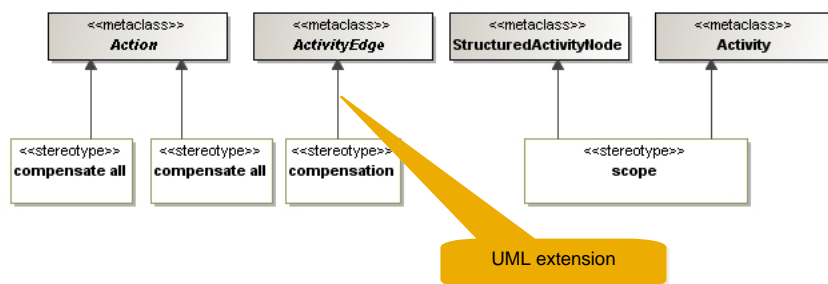 <<metaclass>>
Action
<<metaclass>>
ActivityEdge
<<metaclass>>
StructuredActivityNode
<<metaclass>>
Activity
<<stereotype>>
compensate all
<<stereotype>>
compensate all
<<stereotype>>
compensation
<<stereotype>>
scope
UML extension